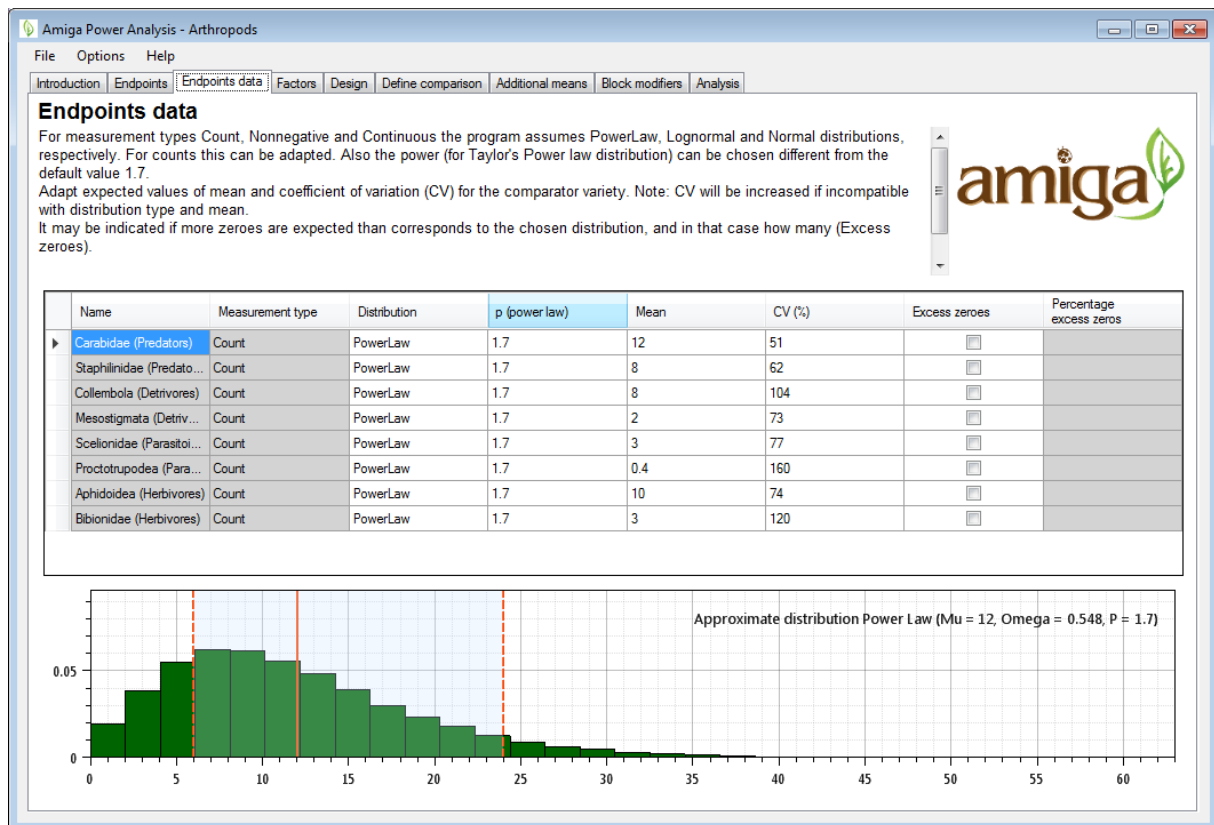 Amiga Power Analysis - Arthropods
File Options Help
Introduction Endpoints Endpoints data Factors Design Define comparison Additional means Block modifiers Analysis
Endpoints data
For measurement types Count, Nonnegative and Continuous the program assumes PowerLaw, Lognormal and Normal distributions,
respectively. For counts this can be adapted. Also the power (for Taylor's Power law distribution) can be chosen different from the
default value 1.7.
Adapt expected values of mean and coefficient of variation (CV) for the comparator variety. Note: CV will be increased if incompatible
with distribution type and mean.
It may be indicated if more zeroes are expected than corresponds to the chosen distribution, and in that case how many (Excess
zeroes).
amiga
Name Measurement type Distribution p (power law) Mean CV (%) Excess zeroes Percentage
excess zeros
Carabidae (Predators) Count PowerLaw 1.7 12 51
Staphilinidae (Predato... Count PowerLaw 1.7 8 62
Collembola (Detrivores) Count PowerLaw 1.7 8 104
Mesostigmata (Detriv... Count PowerLaw 1.7 2 73
Scelionidae (Parasitoi... Count PowerLaw 1.7 3 77
Proctotrupodea (Para... Count PowerLaw 1.7 0.4 160
Aphidoidea (Herbivores) Count PowerLaw 1.7 10 74
Bibionidae (Herbivores) Count PowerLaw 1.7 3 120
Approximate distribution Power Law (Mu = 12, Omega = 0.548, P = 1.7)
0.05
0
0 5 10 15 20 25 30 35 40 45 50 55 60